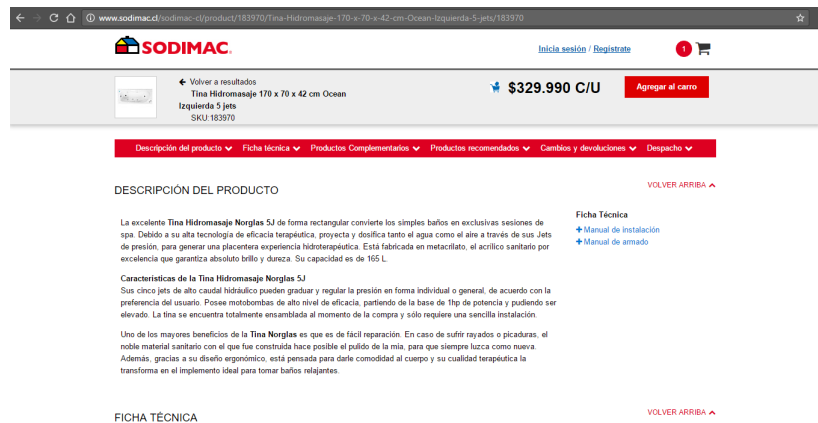 www.sodimac.cl/sodimac-cl/product/183970/Tina-Hidromasaje-170-x-70-x-42-cm-Ocean-Izquierda-5-jets/183970
SODIMAC.
Inicia sesión / Regístrate
1
Volver a resultados
Tina Hidromasaje 170 x 70 x 42 cm Ocean
Izquierda 5 jets
SKU:183970
$329.990 C/U
Agregar al carro
Descripción del producto Ficha técnica Productos Complementarios Productos recomendados Cambios y devoluciones Despacho
DESCRIPCIÓN DEL PRODUCTO
VOLVER ARRIBA
La excelente Tina Hidromasaje Norglas 5J de forma rectangular convierte los simples baños en exclusivas sesiones de
spa. Debido a su alta tecnología de eficacia terapéutica, proyecta y dosifica tanto el agua como el aire a través de sus Jets
de presión, para generar una placentera experiencia hidroterapéutica. Está fabricada en metacrilato, el acrílico sanitario por
excelencia que garantiza absoluto brillo y dureza. Su capacidad es de 165 L.
Características de la Tina Hidromasaje Norglas 5J
Sus cinco jets de alto caudal hidráulico pueden graduar y regular la presión en forma individual o general, de acuerdo con la
preferencia del usuario. Posee motobombas de alto nivel de eficacia, partiendo de la base de 1hp de potencia y pudiendo ser
elevado. La tina se encuentra totalmente ensamblada al momento de la compra y sólo requiere una sencilla instalación.
Uno de los mayores beneficios de la Tina Norglas es que es de fácil reparación. En caso de sufrir rayados o picaduras, el
noble material sanitario con el que fue construida hace posible el pulido de la mia, para que siempre luzca como nueva.
Además, gracias a su diseño ergonómico, está pensada para darle comodidad al cuerpo y su cualidad terapéutica la
transforma en el implemento ideal para tomar baños relajantes.
Ficha Técnica
+Manual de instalación
+Manual de armado
FICHA TÉCNICA
VOLVER ARRIBA